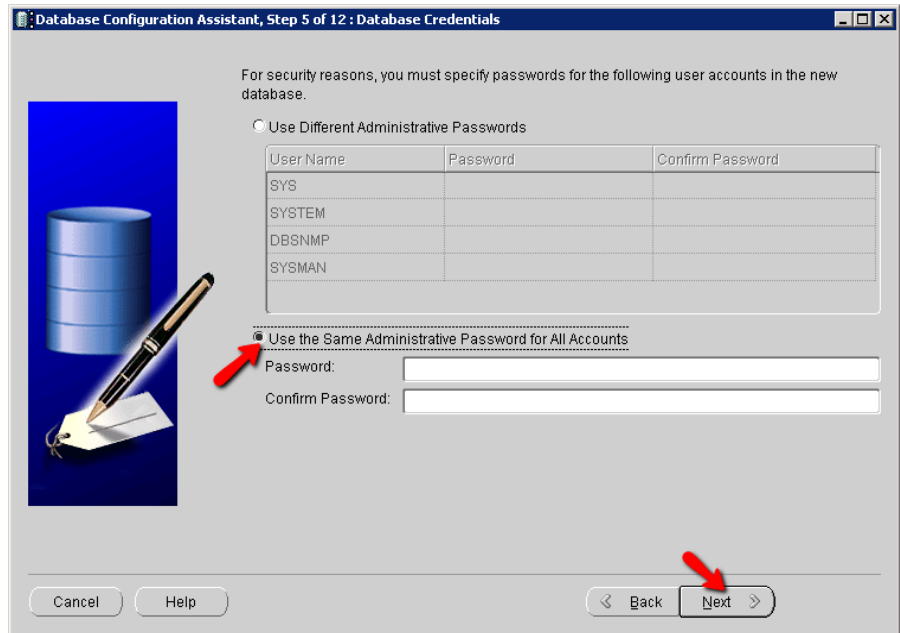 Database Configuration Assistant, Step 5 of 12 : Database Credentials
For security reasons, you must specify passwords for the following user accounts in the new
database.
Use Different Administrative Passwords
User Name Password Confirm Password
SYS
SYSTEM
DBSNMP
SYSMAN
Use the Same Administrative Password for All Accounts
Password:
Confirm Password:
Cancel Help Back Next